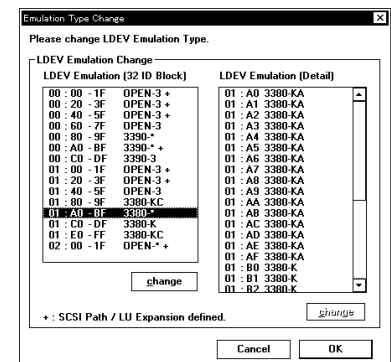 Emulation Type Change
Please change LDEV Emulation Type.
LDEV Emulation Change
LDEV Emulation (32 ID Block)
00 : 00 - 1F OPEN-3 +
00 : 20 - 3F OPEN-3 +
00 : 40 - 5F OPEN-3 +
00 : 60 - 7F OPEN-3
00 : 80 - 9F 3390-*
00 : A0 - BF 3390-* +
00 : C0 - DF 3390-3
01 : 00 - 1F OPEN-3 +
01 : 20 - 3F OPEN-3 +
01 : 40 - 5F OPEN-3
01 : 80 - 9F 3380-KC
01 : A0 - BF 3380-*
01 : C0 - DF 3380-K
01 : E0 - FF 3380-KC
02 : 00 - 1F OPEN-* +
change
+ : SCSI Path / LU Expansion defined.
LDEV Emulation (Detail)
01 : A0 3380-KA
01 : A1 3380-KA
01 : A2 3380-KA
01 : A3 3380-KA
01 : A4 3380-KA
01 : A5 3380-KA
01 : A6 3380-KA
01 : A7 3380-KA
01 : A8 3380-KA
01 : A9 3380-KA
01 : AA 3380-KA
01 : AB 3380-KA
01 : AC 3380-KA
01 : AD 3380-KA
01 : AE 3380-KA
01 : AF 3380-KA
01 : B0 3380-K
01 : B1 3380-K
01 : B2 3380-K
change
Cancel
OK